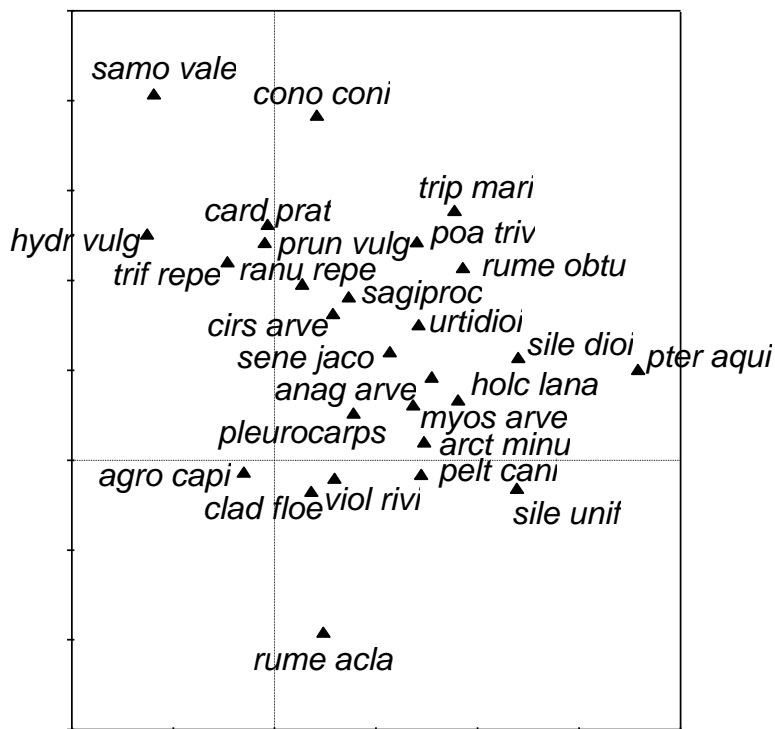 samo vale
cono coni
trip mari
card prat
hydr vulg
prun vulg
poa triv
trif repe
ranu repe
rume obtu
sagiproc
cirs arve
urtidioi
sene jaco
sile dioi
pter aqui
anag arve
holc lana
myos arve
pleurocarps
arct minu
agro capi
pelt cani
clad floe
viol rivi
sile unif
rume acla